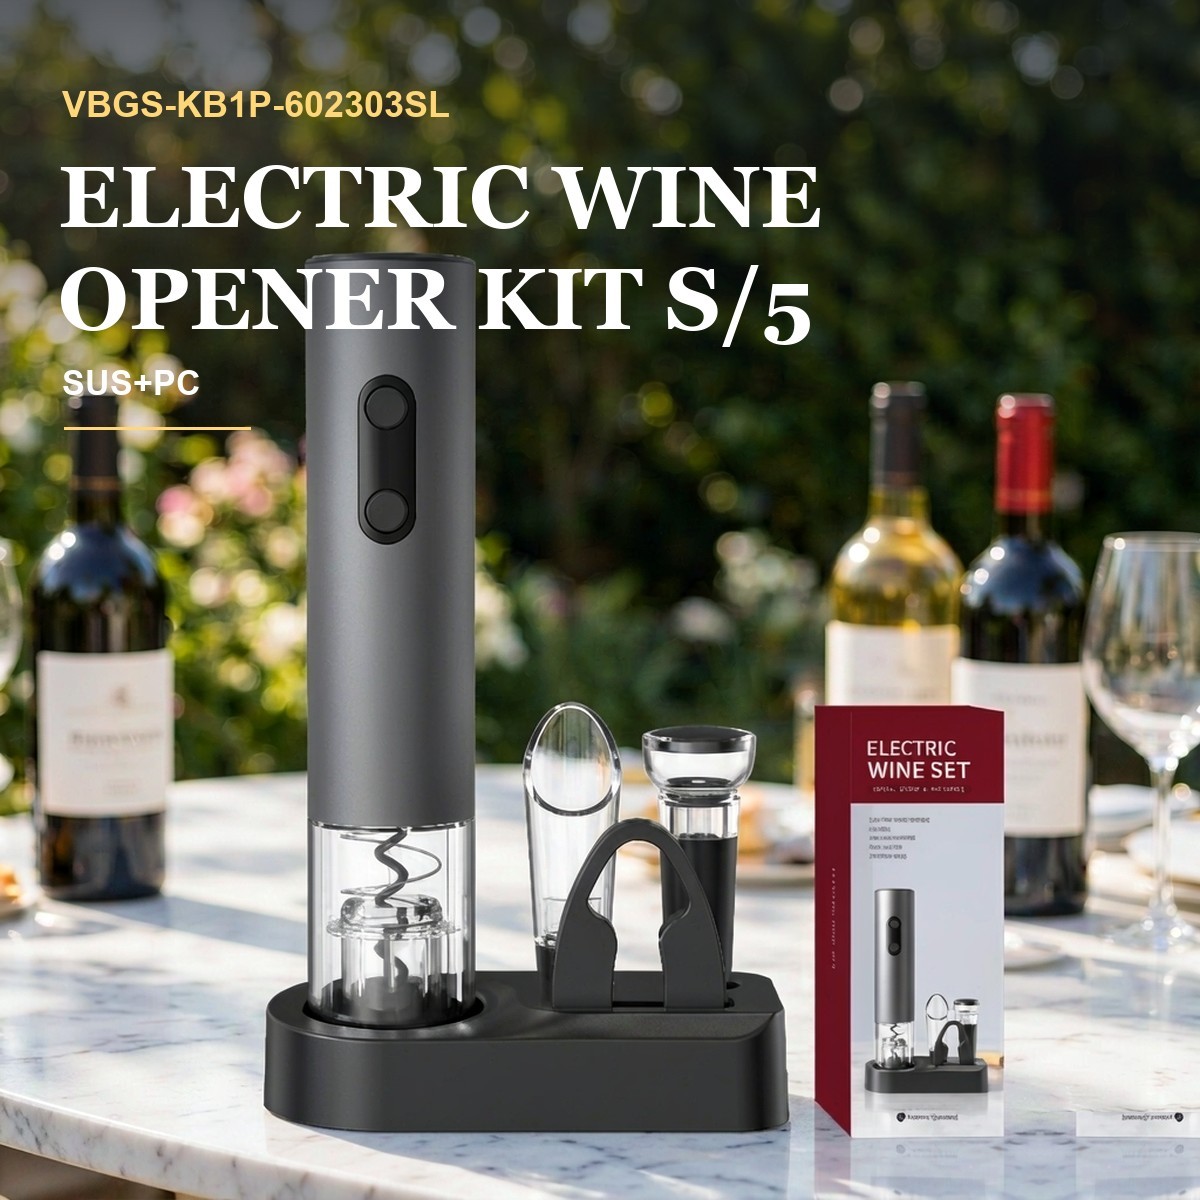 VBGS-KB1P-602303SL
ELECTRIC WINE
OPENER KIT S/5
SUS+PC
ELECTRIC
WINE SET